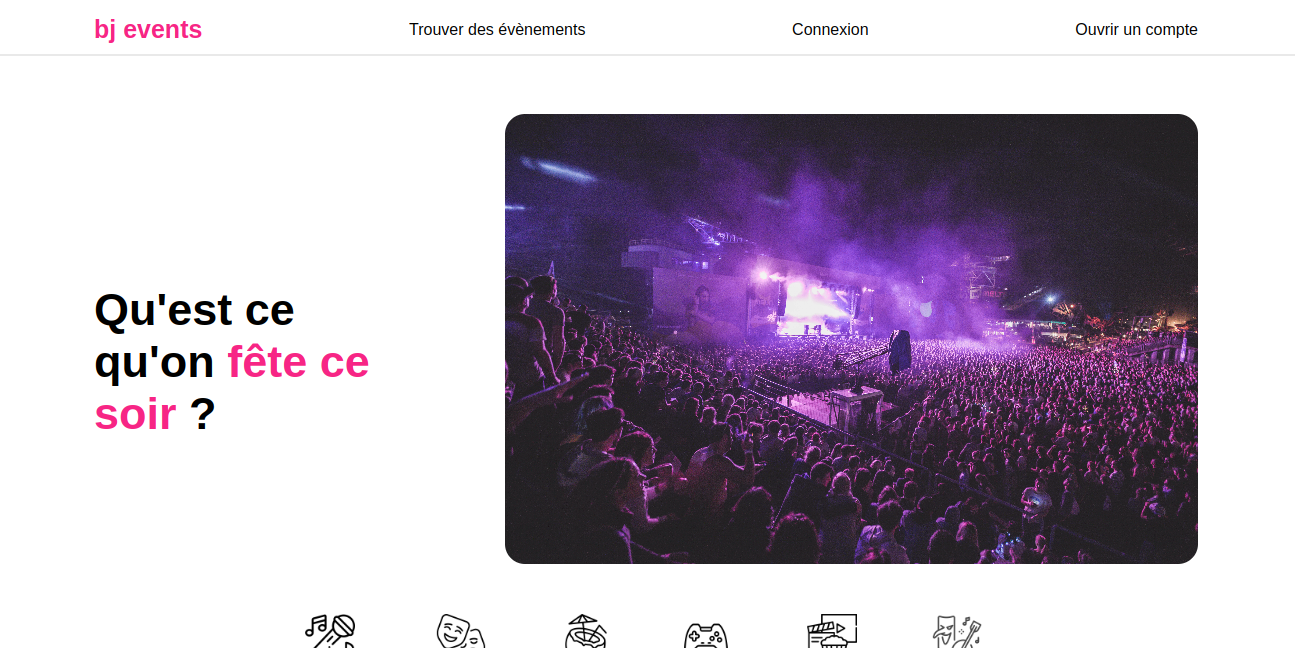 bj events
Trouver des évènements
Connexion
Ouvrir un compte
Qu'est ce
qu'on fête ce
soir ?